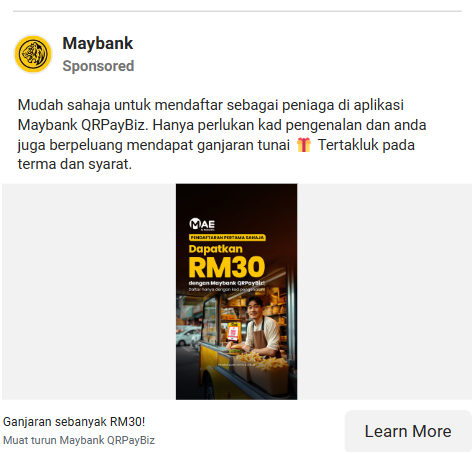 Maybank
Sponsored
Mudah sahaja untuk mendaftar sebagai peniaga di aplikasi
Maybank QRPayBiz. Hanya perlukan kad pengenalan dan anda
juga berpeluang mendapat ganjaran tunai 🎁 Tertakluk pada
terma dan syarat.
MAE
PENDAFTARAN PERTAMA SAHAJA
Dapatkan
RM30
dengan Maybank QRPayBiz!
Daftar hanya dengan kad pengenalan!
Ganjaran sebanyak RM30!
Muat turun Maybank QRPayBiz
Learn More